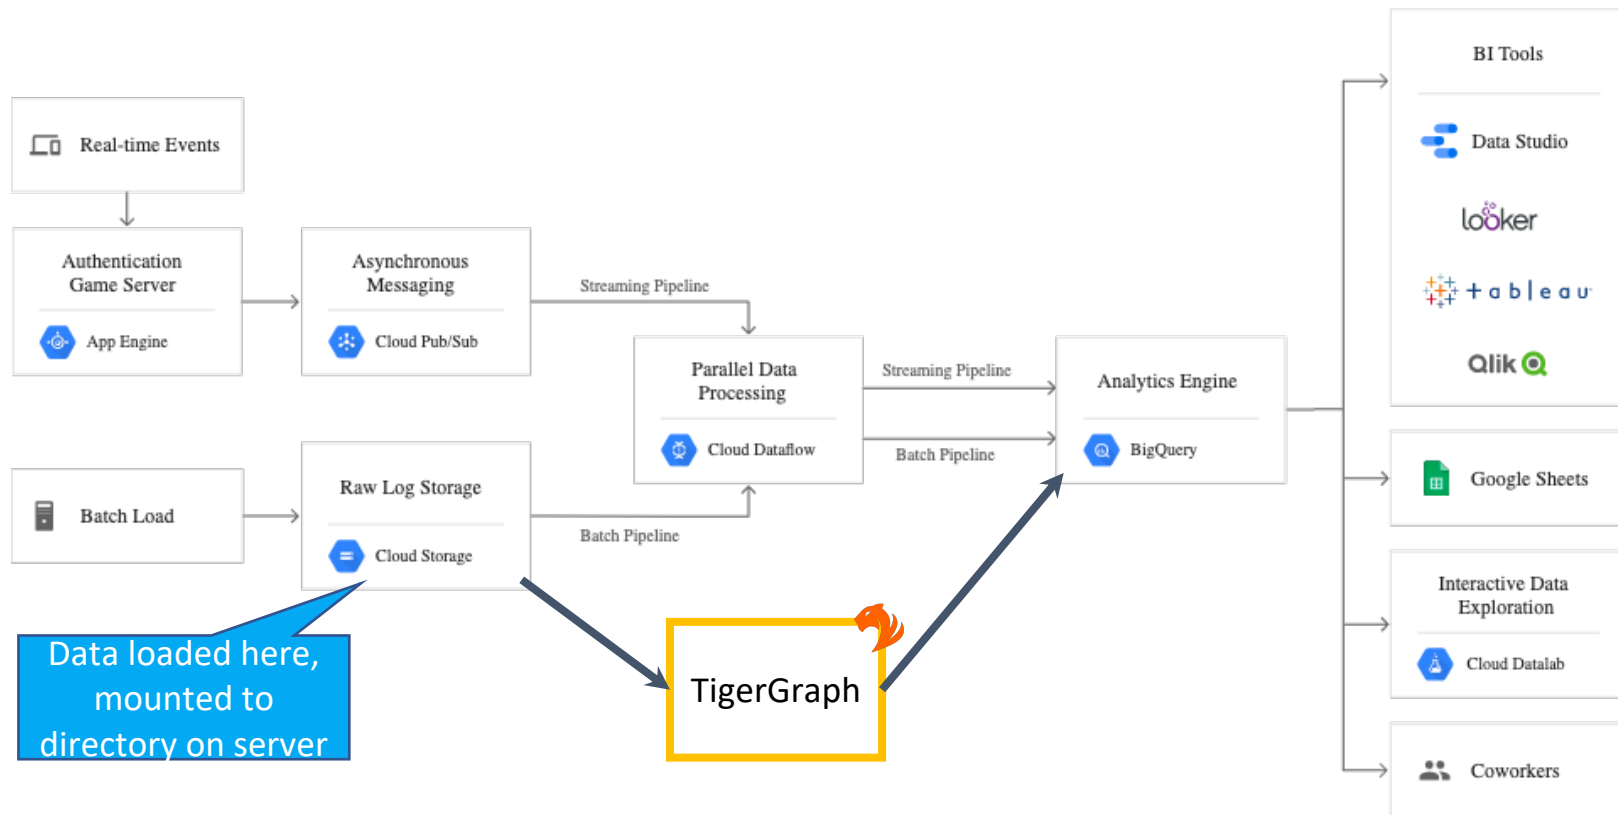 Real-time Events
Authentication
Game Server
App Engine
Asynchronous
Messaging
Cloud Pub/Sub
Streaming Pipeline
Batch Load
Raw Log Storage
Cloud Storage
Batch Pipeline
Data loaded here,
mounted to
directory on server
Parallel Data
Processing
Cloud Dataflow
TigerGraph
Streaming Pipeline
Batch Pipeline
Analytics Engine
BigQuery
BI Tools
Data Studio
looker
+ableau
Qlik
Google Sheets
Interactive Data
Exploration
Cloud Datalab
Coworkers